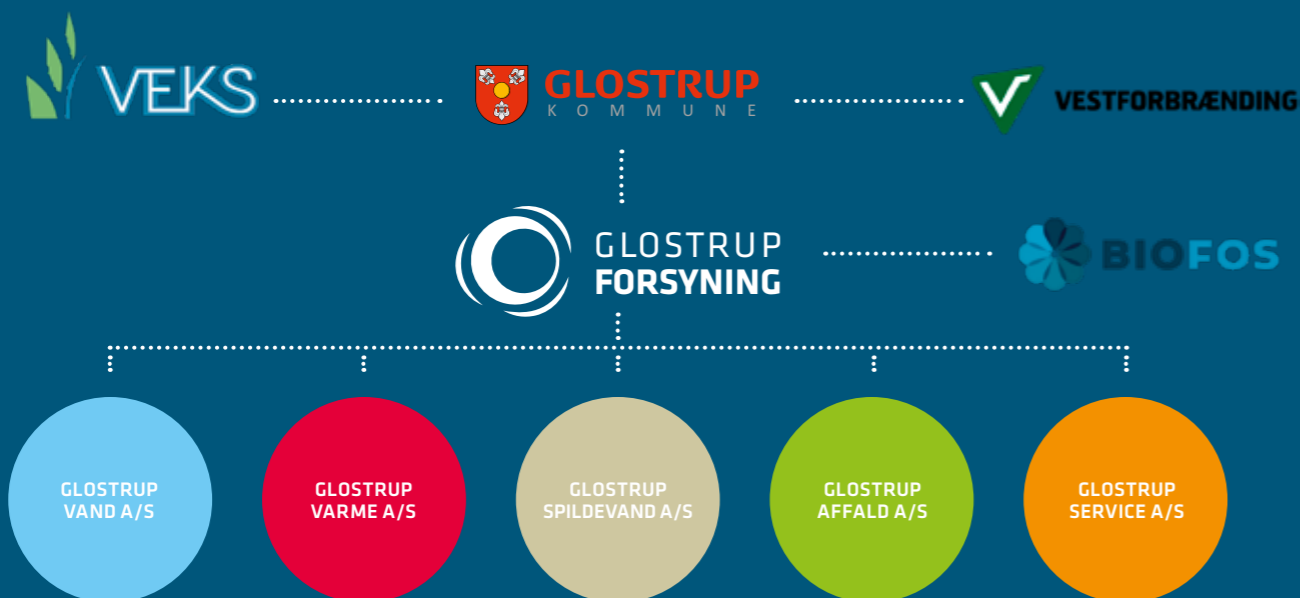 VEKS
GLOSTRUP
KOMMUNE
V
VESTFORBRÆNDING
GLOSTRUP
FORSYNING
BIOFOS
GLOSTRUP
VAND A/S
GLOSTRUP
VARME A/S
GLOSTRUP
SPILDEVAND A/S
GLOSTRUP
AFFALD A/S
GLOSTRUP
SERVICE A/S